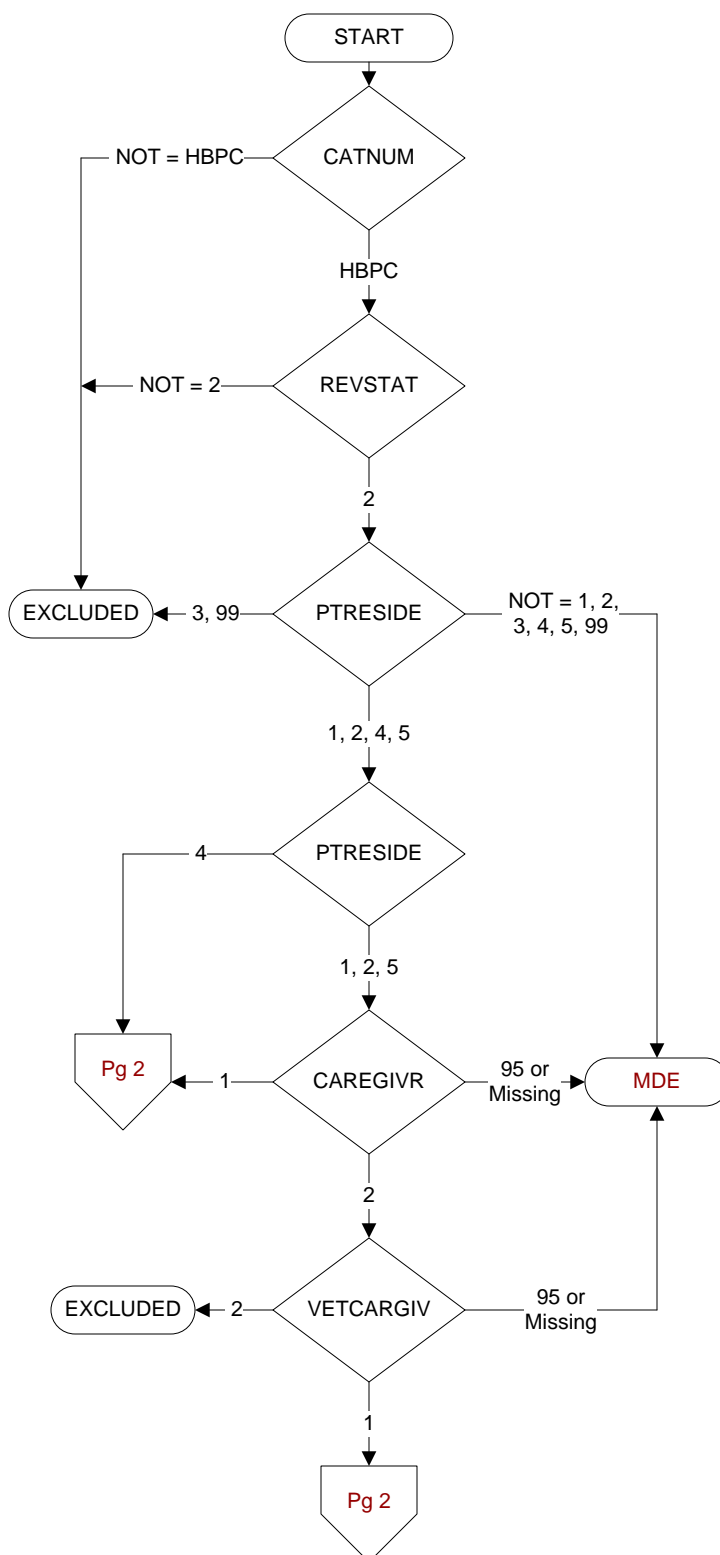 START
CATNUM
NOT = HBPC
HBPC
REVSTAT
NOT = 2
2
EXCLUDED
3, 99
PTRESIDE
NOT = 1, 2,
3, 4, 5, 99
1, 2, 4, 5
4
PTRESIDE
1, 2, 5
Pg 2
1
CAREGIVR
95 or
Missing
MDE
2
EXCLUDED
2
VETCARGIV
95 or
Missing
1
Pg 2